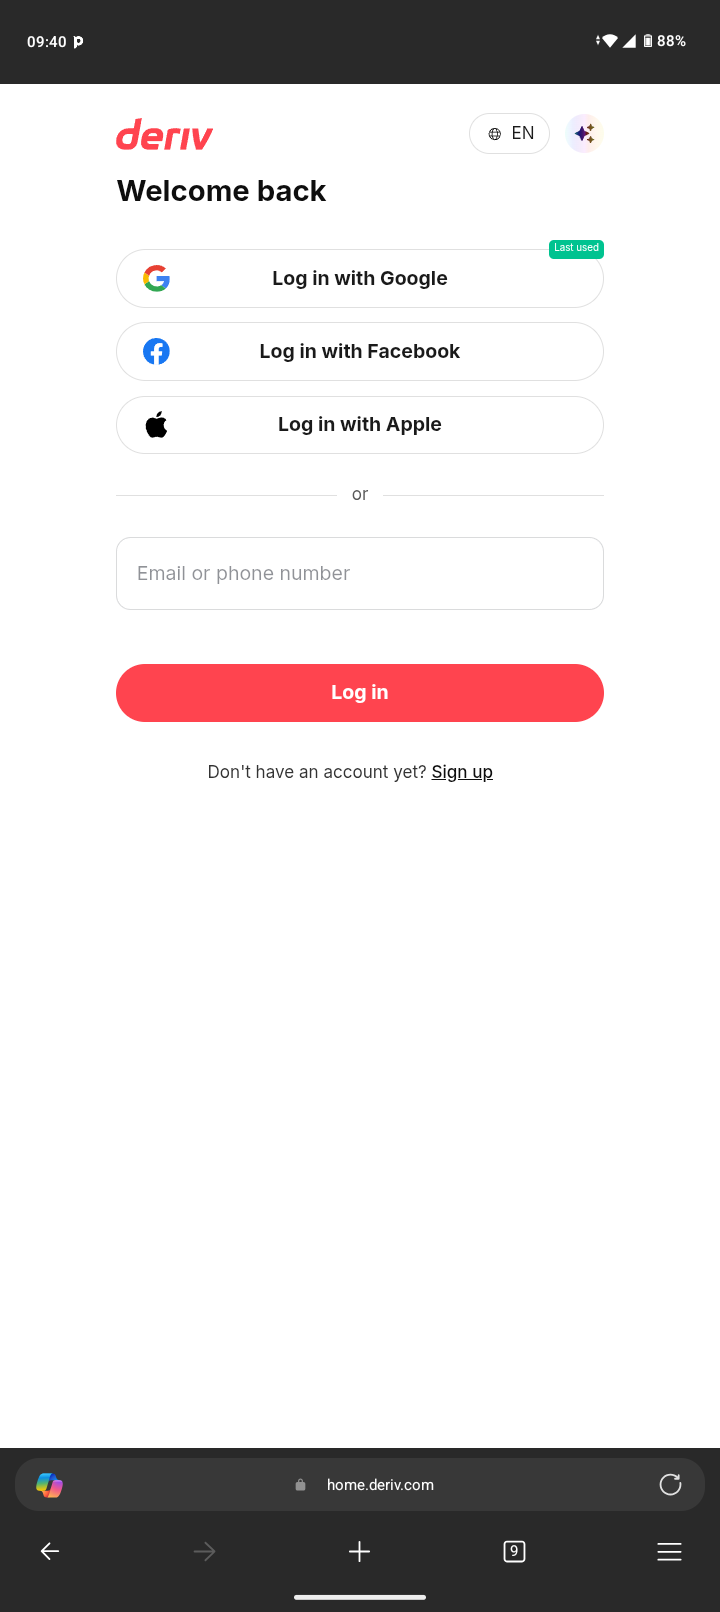 09:40
88%
deriv
EN
Welcome back
Last used
Log in with Google
Log in with Facebook
Log in with Apple
or
Email or phone number
Log in
Don't have an account yet? Sign up
home.deriv.com
9